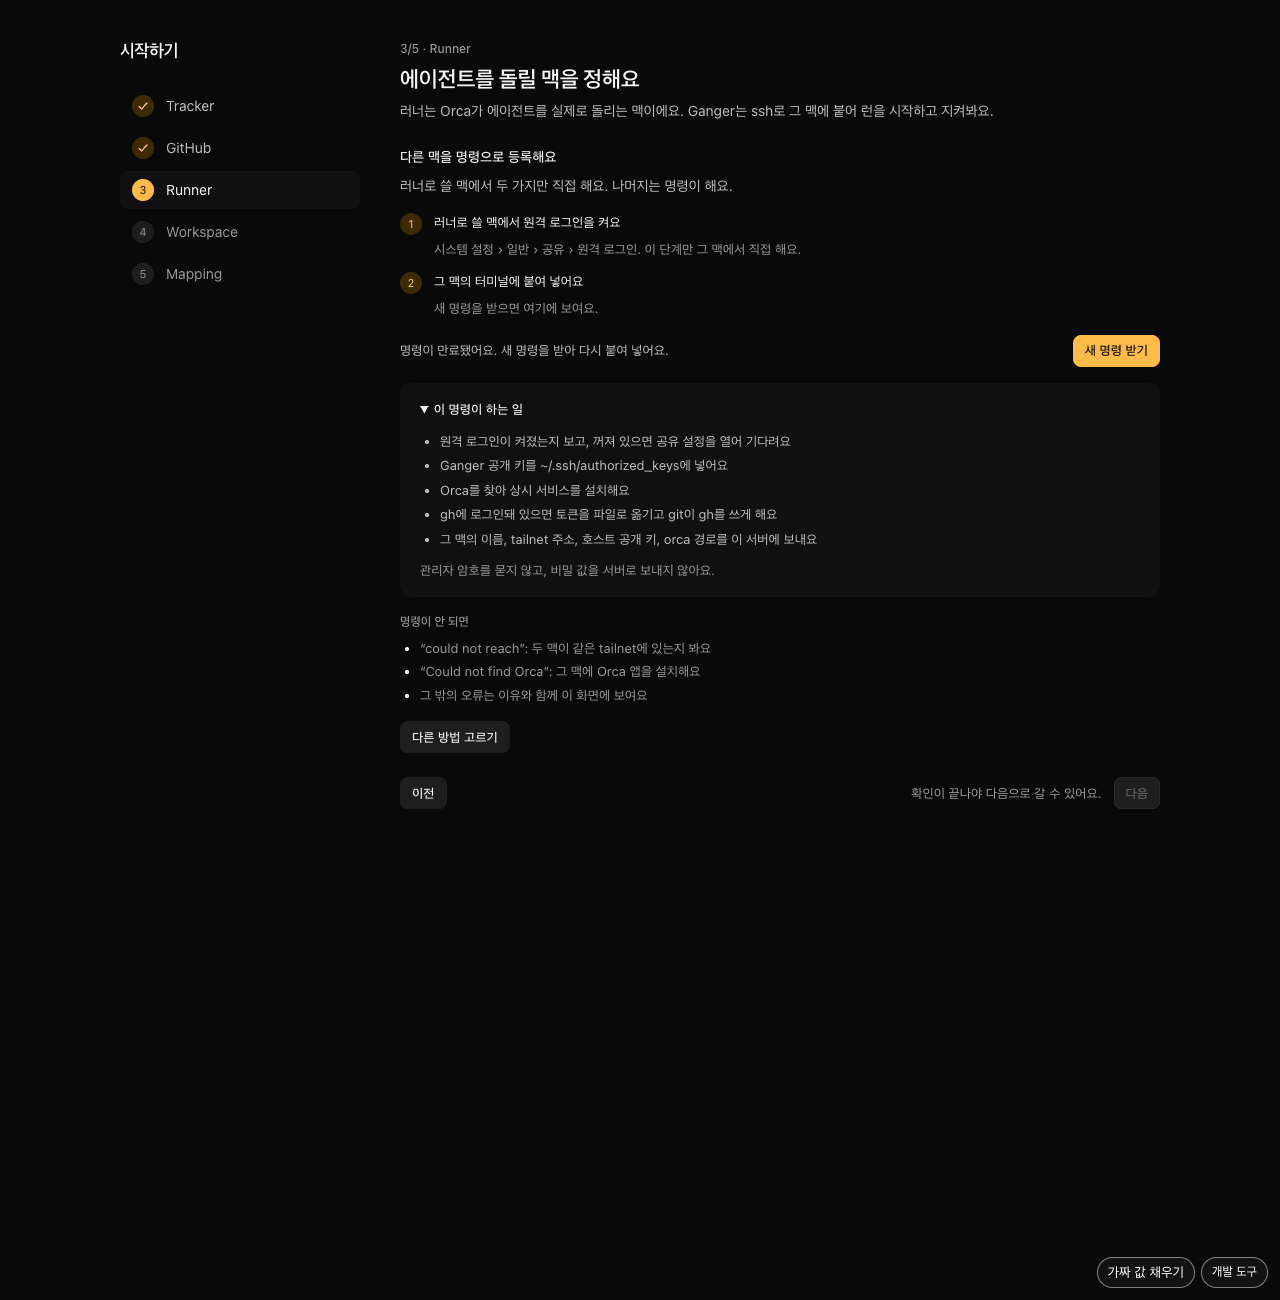 시작하기
Tracker
GitHub
3 Runner
4 Workspace
5 Mapping
3/5 · Runner
에이전트를 돌릴 맥을 정해요
러너는 Orca가 에이전트를 실제로 돌리는 맥이에요. Ganger는 ssh로 그 맥에 붙어 런을 시작하고 지켜봐요.
다른 맥을 명령으로 등록해요
러너로 쓸 맥에서 두 가지만 직접 해요. 나머지는 명령이 해요.
1 러너로 쓸 맥에서 원격 로그인을 켜요
시스템 설정 › 일반 › 공유 › 원격 로그인. 이 단계만 그 맥에서 직접 해요.
2 그 맥의 터미널에 붙여 넣어요
새 명령을 받으면 여기에 보여요.
명령이 만료됐어요. 새 명령을 받아 다시 붙여 넣어요.
새 명령 받기
▼ 이 명령이 하는 일
• 원격 로그인이 켜졌는지 보고, 꺼져 있으면 공유 설정을 열어 기다려요
• Ganger 공개 키를 ~/.ssh/authorized_keys에 넣어요
• Orca를 찾아 상시 서비스를 설치해요
• gh에 로그인돼 있으면 토큰을 파일로 옮기고 git이 gh를 쓰게 해요
• 그 맥의 이름, tailnet 주소, 호스트 공개 키, orca 경로를 이 서버에 보내요
관리자 암호를 묻지 않고, 비밀 값을 서버로 보내지 않아요.
명령이 안 되면
• “could not reach”: 두 맥이 같은 tailnet에 있는지 봐요
• “Could not find Orca”: 그 맥에 Orca 앱을 설치해요
• 그 밖의 오류는 이유와 함께 이 화면에 보여요
다른 방법 고르기
이전
확인이 끝나야 다음으로 갈 수 있어요.
다음
가짜 값 채우기
개발 도구